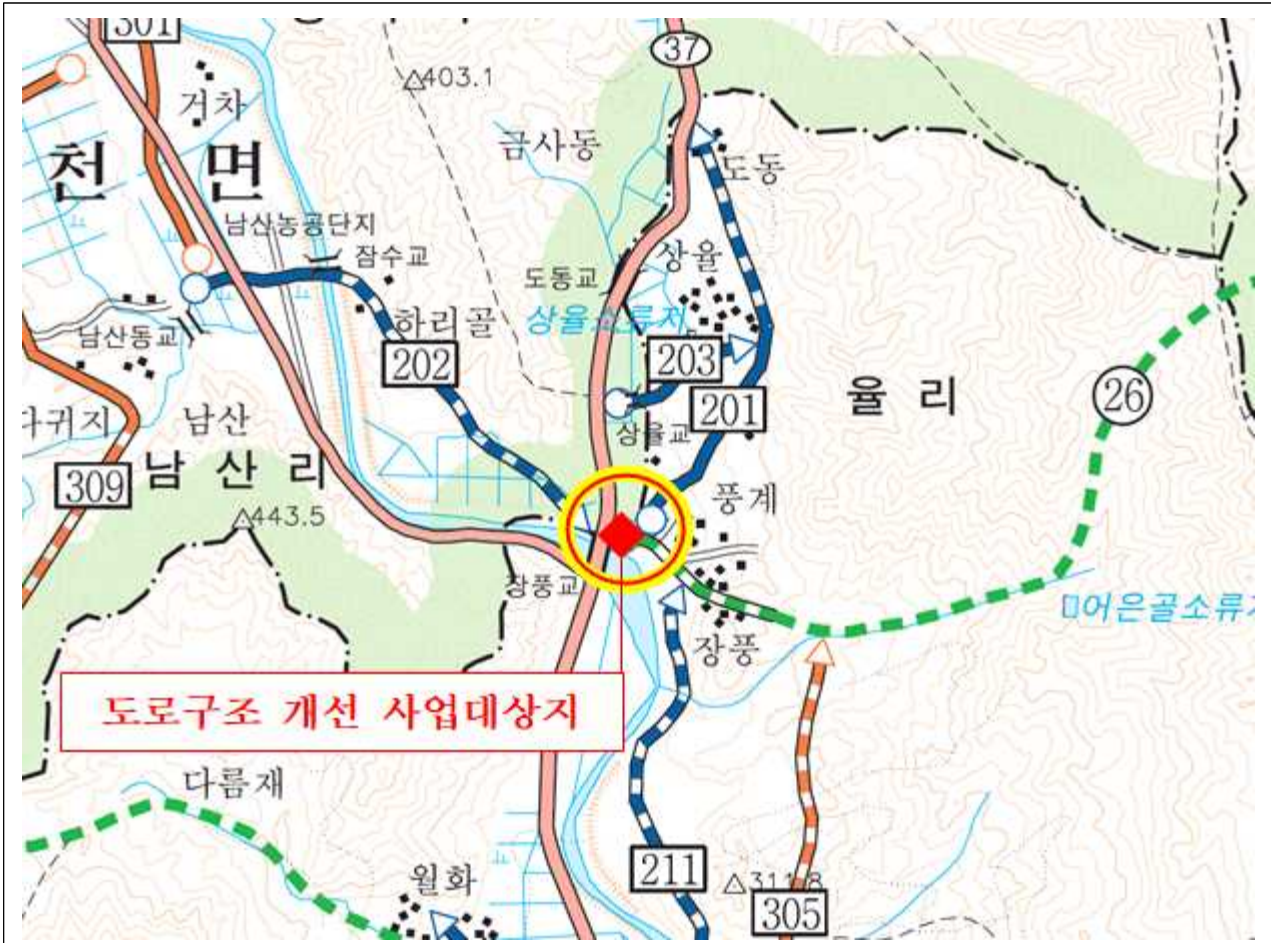 301
37
403.1
거차
금사동
도동
천 면
남산농공단지
잠수교
상율
도동교
하리골
상율소류지
남산동교
202
203
율 리
26
201
남산
상율교
309
남 산 리
풍계
443.5
장풍교
어은골소류
장풍
도로구조 개선 사업대상지
다름재
월화
211
305